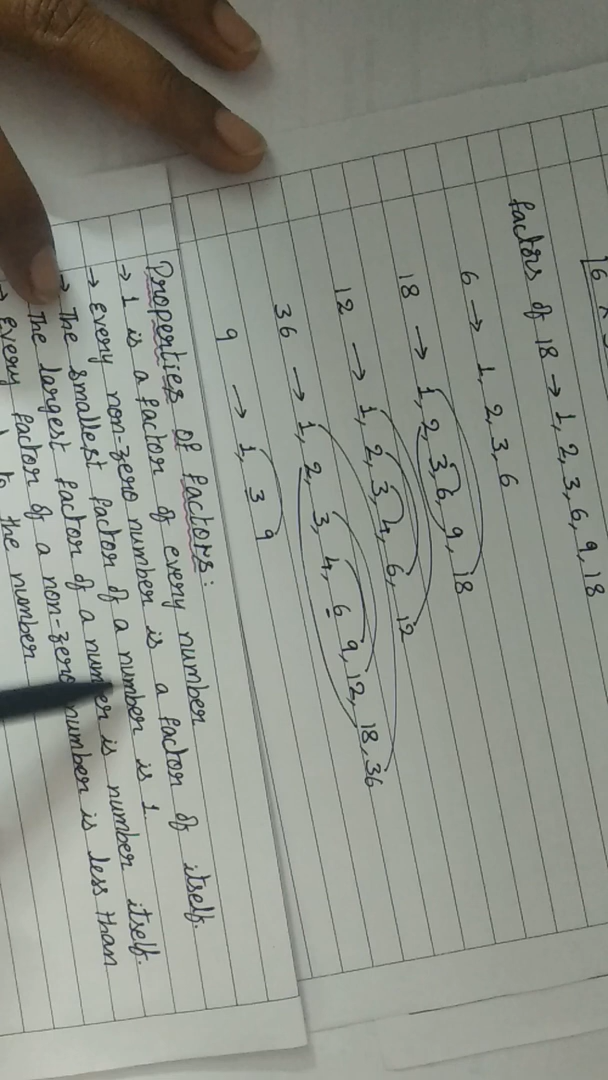 factors of 18 → 1, 2, 3, 6, 9, 18
6 → 1, 2, 3, 6
18 → 1, 2, 3, 6, 9, 18
12 → 1, 2, 3, 4, 6, 12
36 → 1, 2, 3, 4, 6 9, 12, 18, 36
9 → 1, 3 9
Properties of factors:
→ 1 is a factor of every number
→ every non-zero number is a factor of itself.
→ The smallest factor of a number is 1.
The largest factor of a number is number itself.
→ Every factor of a non-zero number is less than
to the number